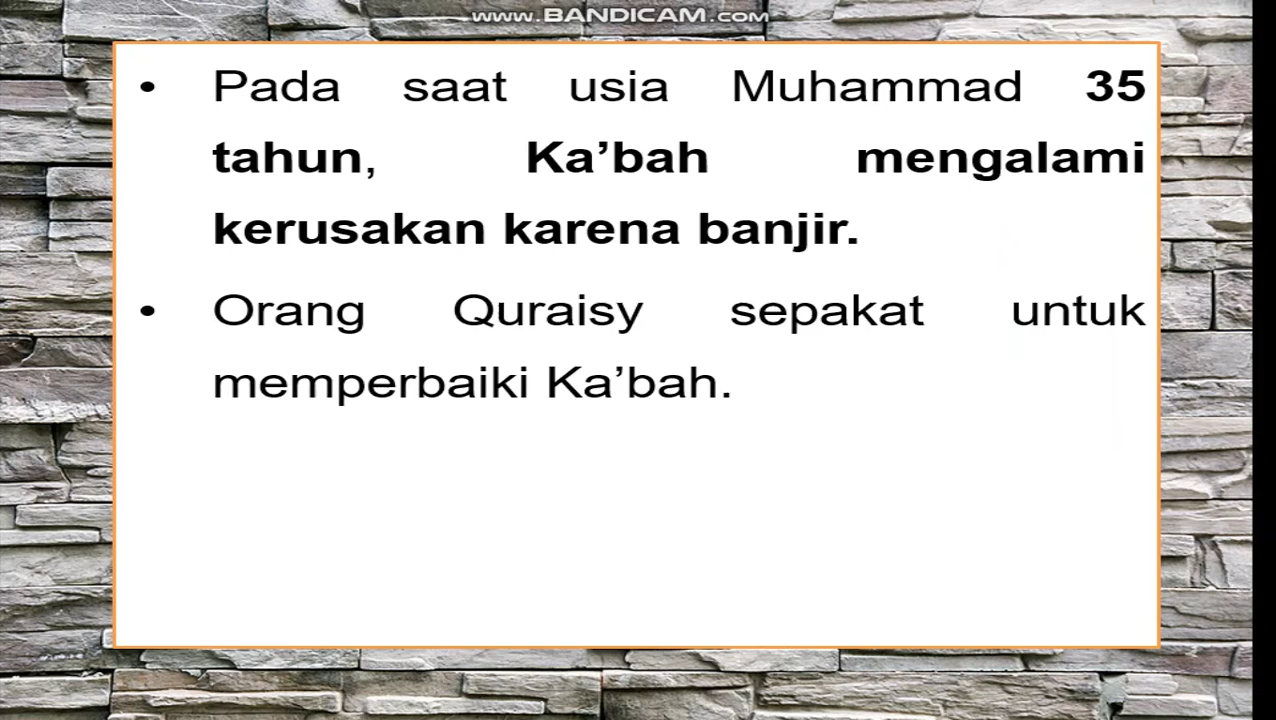 www.BANDICAM.com
• Pada saat usia Muhammad 35
tahun, Ka’bah mengalami
kerusakan karena banjir.
• Orang Quraisy sepakat untuk
memperbaiki Ka’bah.